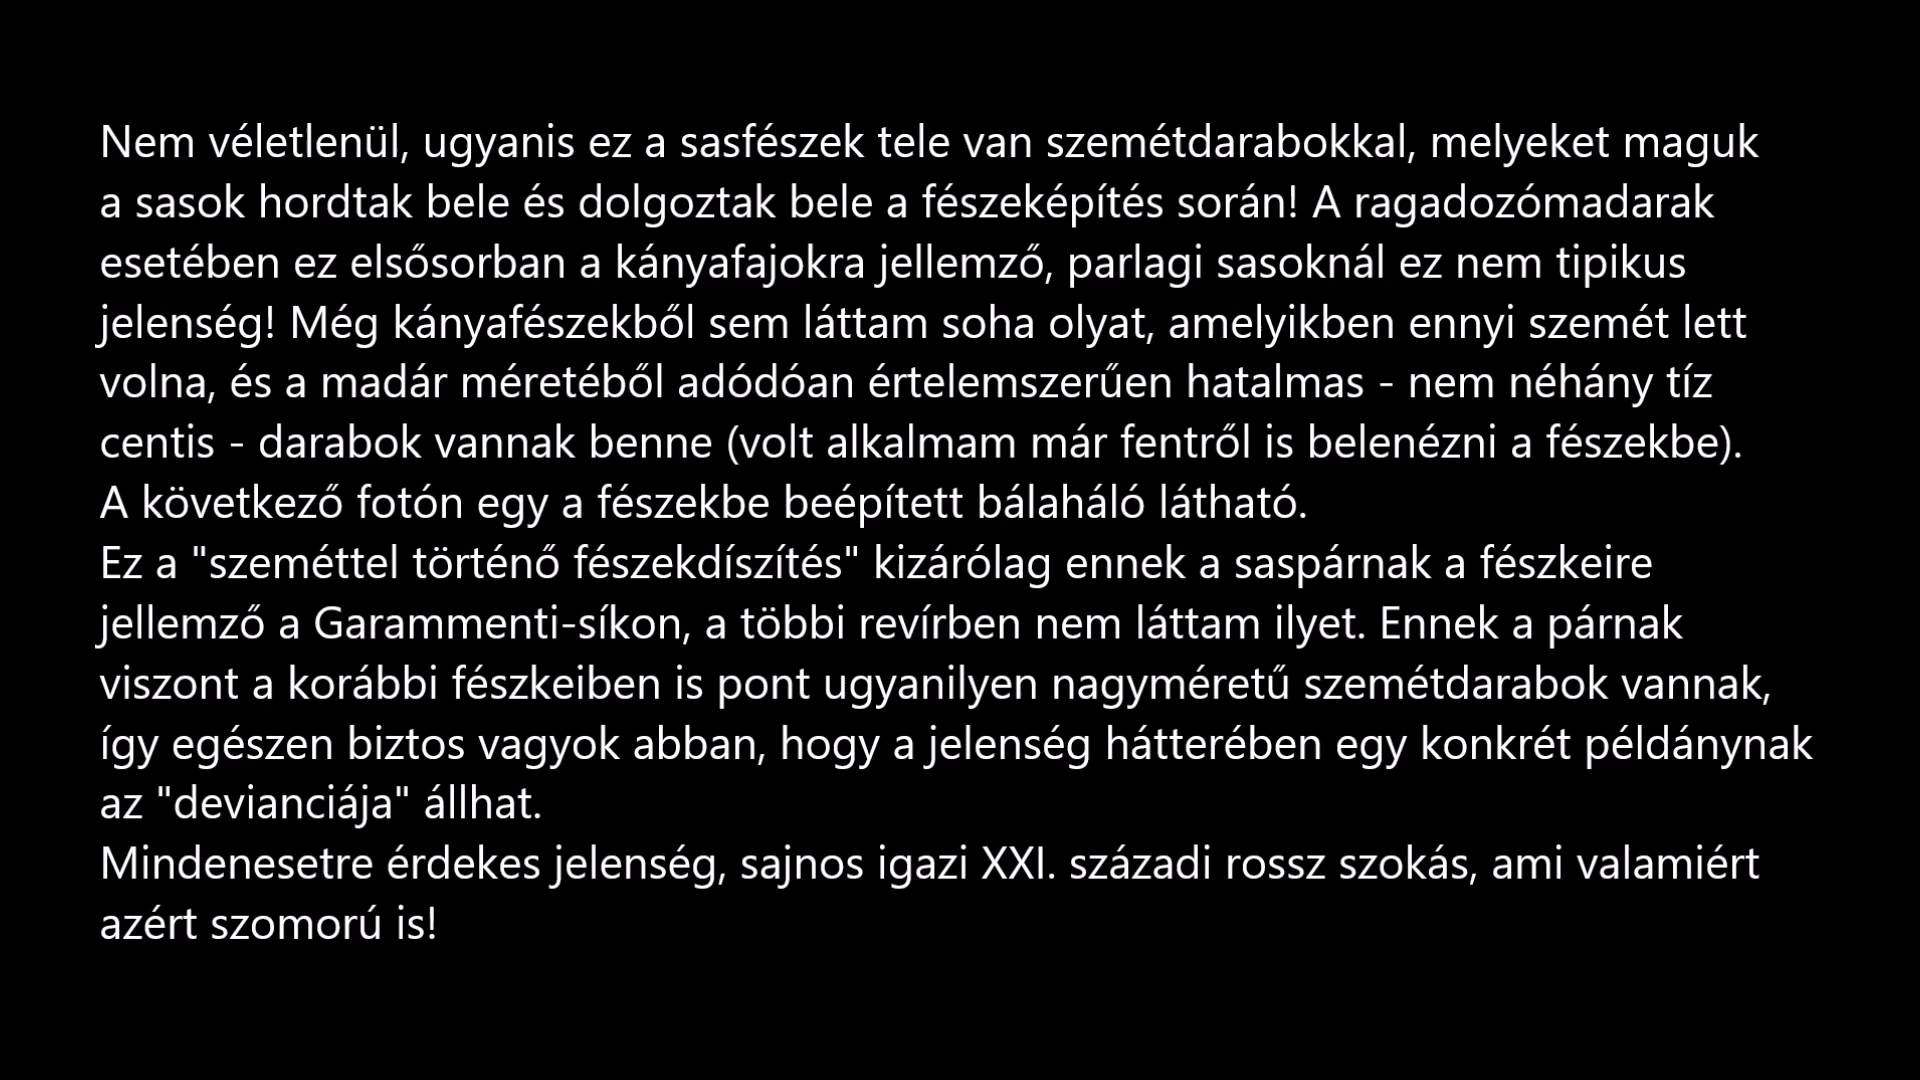 Nem véletlenül, ugyanis ez a sasfészek tele van szemétdarabokkal, melyeket maguk
a sasok hordtak bele és dolgoztak bele a fészeképítés során! A ragadozómadarak
esetében ez elsősorban a kányafajokra jellemző, parlagi sasoknál ez nem tipikus
jelenség! Még kányafészekből sem láttam soha olyat, amelyikben ennyi szemét lett
volna, és a madár méretéből adódóan értelemszerűen hatalmas - nem néhány tíz
centis - darabok vannak benne (volt alkalmam már fentről is belenézni a fészekbe).
A következő fotón egy a fészekbe beépített bálaháló látható.
Ez a "szeméttel történő fészekdíszítés" kizárólag ennek a saspárnak a fészkeire
jellemző a Garammenti-síkon, a többi revírben nem láttam ilyet. Ennek a párnak
viszont a korábbi fészkeiben is pont ugyanilyen nagyméretű szemétdarabok vannak,
így egészen biztos vagyok abban, hogy a jelenség hátterében egy konkrét példánynak
az "devianciája" állhat.
Mindenesetre érdekes jelenség, sajnos igazi XXI. századi rossz szokás, ami valamiért
azért szomorú is!